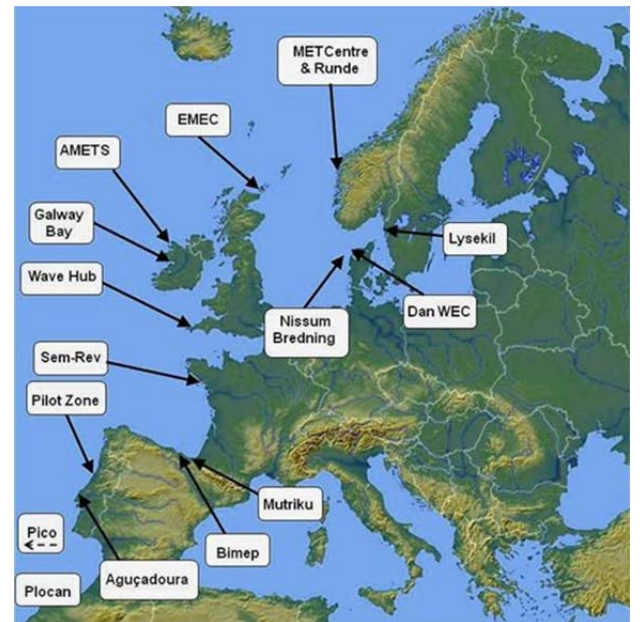 METCentre
& Runde
EMEC
AMETS
Galway
Bay
Lysekil
Wave Hub
Dan WEC
Nissum
Bredning
Sem-Rev
Pilot Zone
Mutriku
Pico
Bimep
Aguçadoura
Plocan